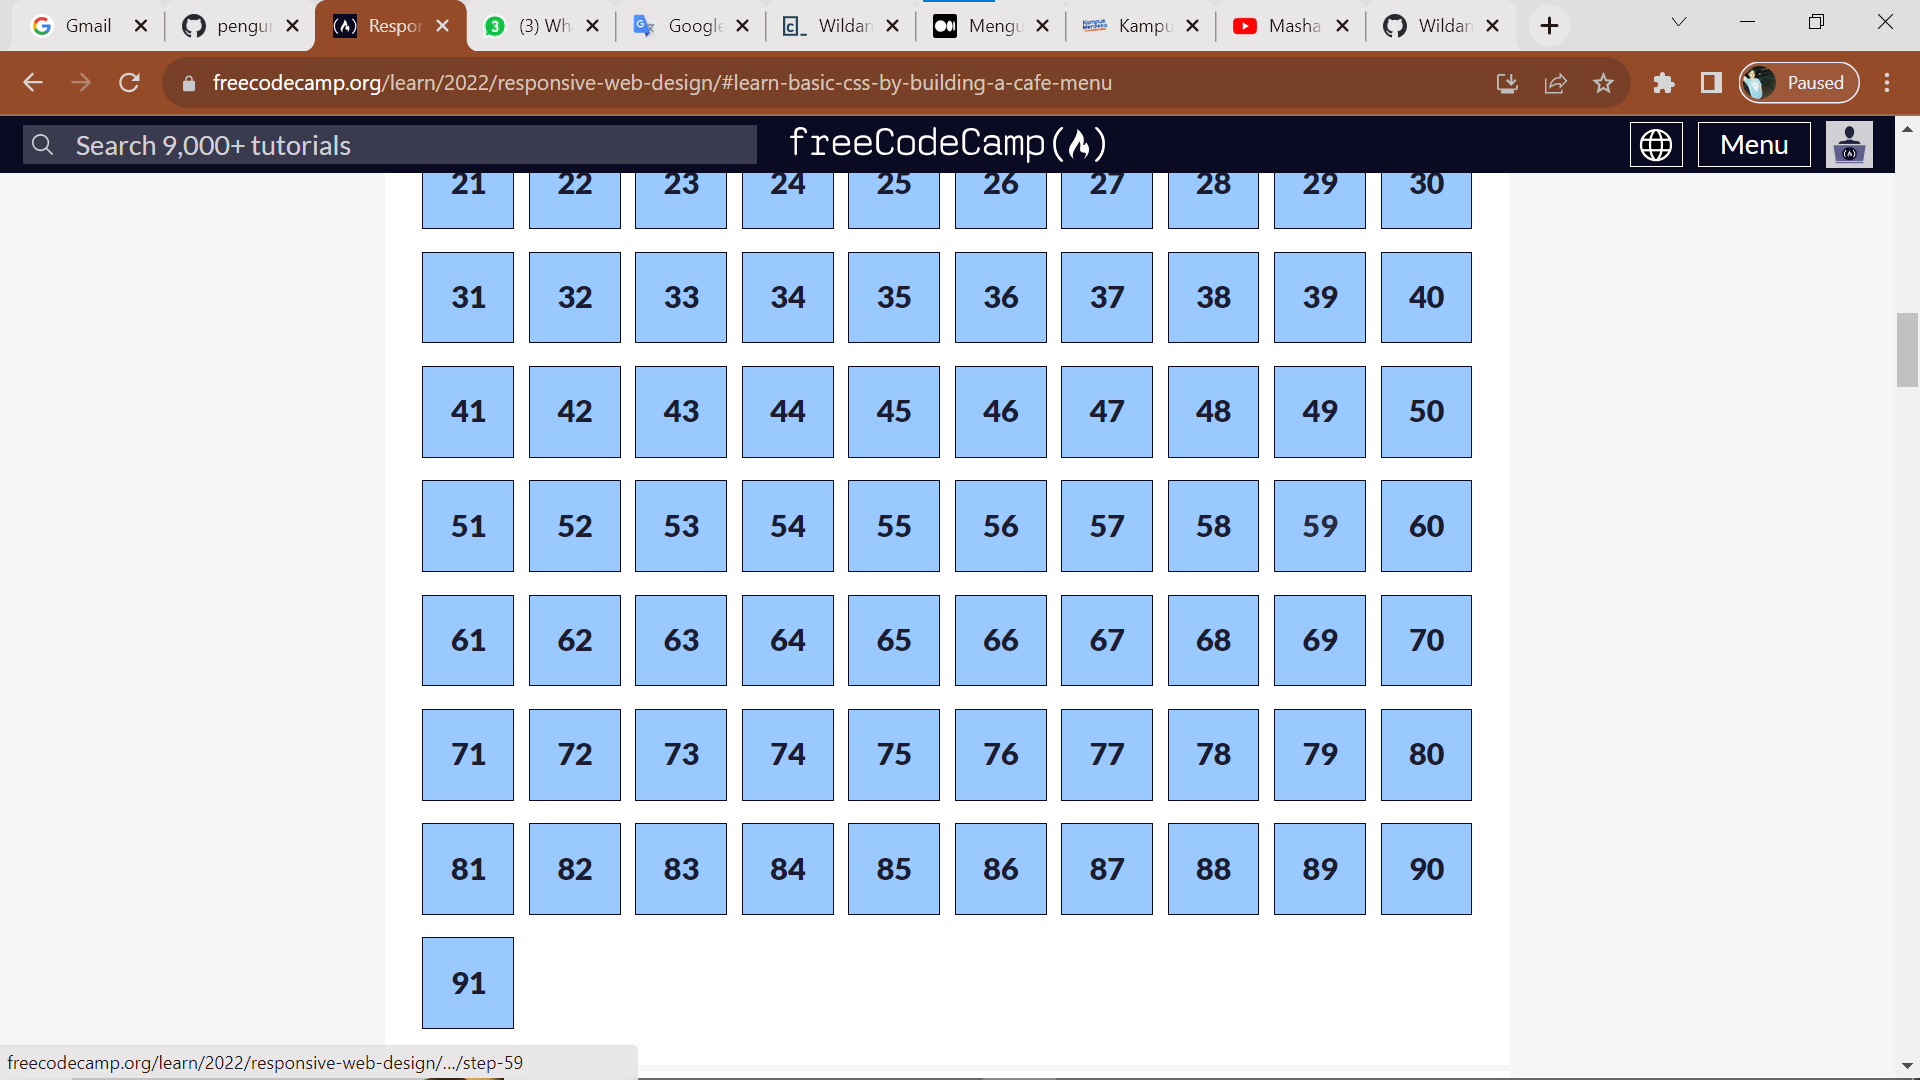 Gmail
pengur
Respor
(3) Wh
Google
Wildan
Mengu
Kampu
Masha
Wildan
freecodecamp.org/learn/2022/responsive-web-design/#learn-basic-css-by-building-a-cafe-menu
Paused
Search 9,000+ tutorials
freeCodeCamp
Menu
21 22 23 24 25 26 27 28 29 30
31 32 33 34 35 36 37 38 39 40
41 42 43 44 45 46 47 48 49 50
51 52 53 54 55 56 57 58 59 60
61 62 63 64 65 66 67 68 69 70
71 72 73 74 75 76 77 78 79 80
81 82 83 84 85 86 87 88 89 90
91
freecodecamp.org/learn/2022/responsive-web-design/.../step-59